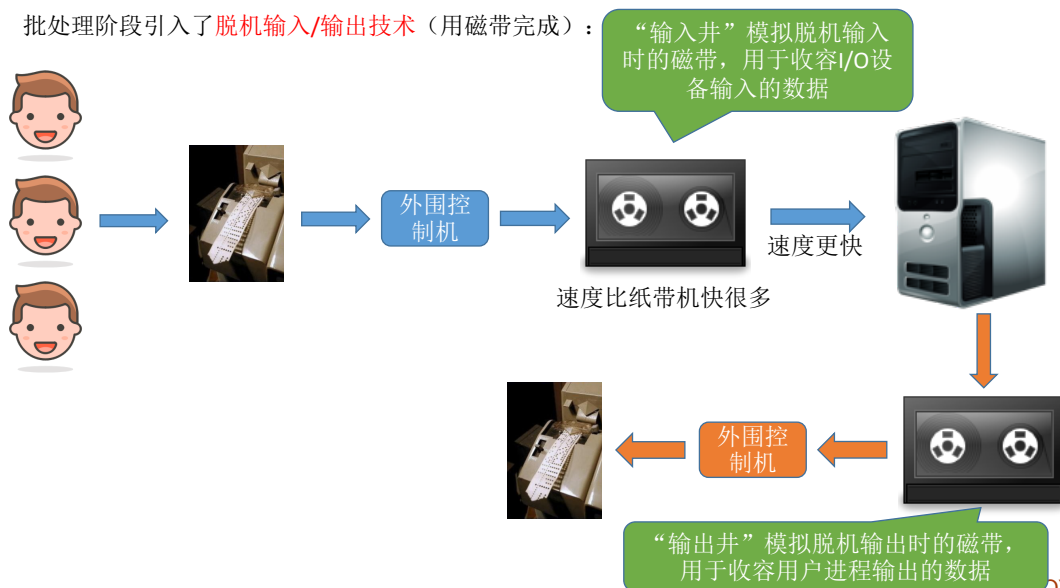 批处理阶段引入了脱机输入/输出技术（用磁带完成）：
“输入井”模拟脱机输入
时的磁带，用于收容I/O设
备输入的数据
外围控
制机
速度更快
速度比纸带机快很多
外围控
制机
“输出井”模拟脱机输出时的磁带，
用于收容用户进程输出的数据